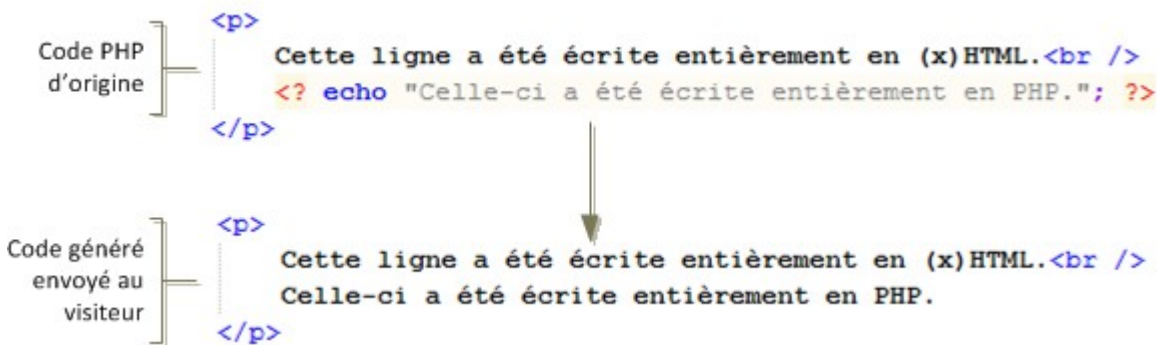 Code PHP
d'origine
<p>
Cette ligne a été écrite entièrement en (x)HTML.<br />
<? echo "Celle-ci a été écrite entièrement en PHP."; ?>
</p>
Code généré
envoyé au
visiteur
<p>
Cette ligne a été écrite entièrement en (x)HTML.<br />
Celle-ci a été écrite entièrement en PHP.
</p>